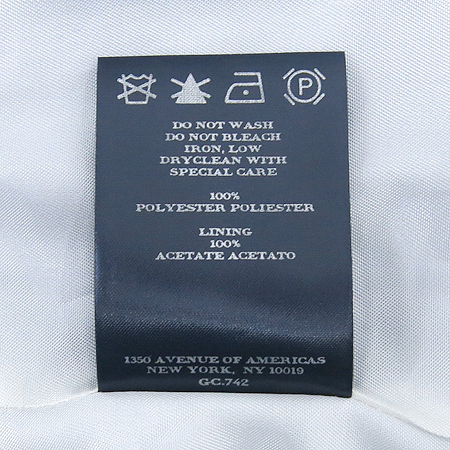 P
DO NOT WASH
DO NOT BLEACH
IRON, LOW
DRYCLEAN WITH
SPECIAL CARE
100%
POLYESTER POLIESTER
LINING
100%
ACETATE ACETATO
1350 AVENUE OF AMERICAS
NEW YORK, NY 10019
GC.742